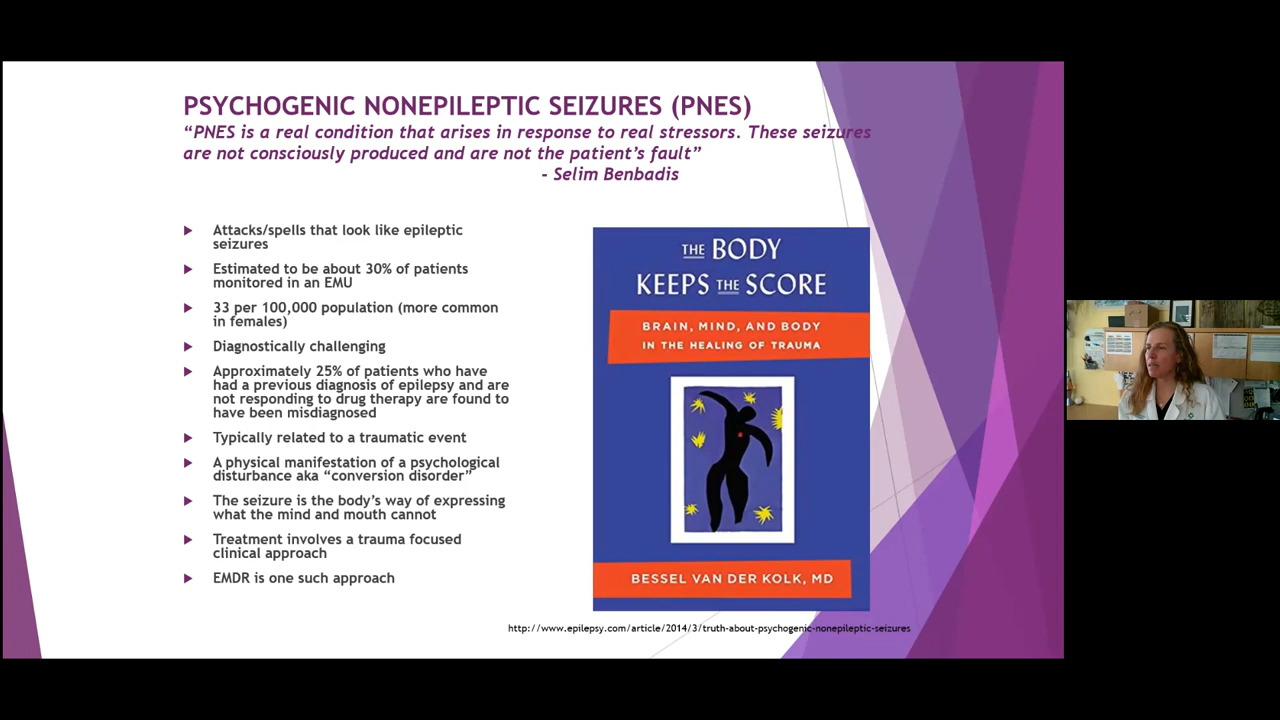 PSYCHOGENIC NONEPILEPTIC SEIZURES (PNES)
“PNES is a real condition that arises in response to real stressors. These seizures
are not consciously produced and are not the patient’s fault”
- Selim Benbadis
Attacks/spells that look like epileptic
seizures
Estimated to be about 30% of patients
monitored in an EMU
33 per 100,000 population (more common
in females)
Diagnostically challenging
Approximately 25% of patients who have
had a previous diagnosis of epilepsy and are
not responding to drug therapy are found to
have been misdiagnosed
Typically related to a traumatic event
A physical manifestation of a psychological
disturbance aka “conversion disorder”
The seizure is the body’s way of expressing
what the mind and mouth cannot
Treatment involves a trauma focused
clinical approach
EMDR is one such approach
THE BODY
KEEPS THE SCORE
BRAIN, MIND, AND BODY
IN THE HEALING OF TRAUMA
BESSEL VAN DER KOLK, MD
http://www.epilepsy.com/article/2014/3/truth-about-psychogenic-nonepileptic-seizures